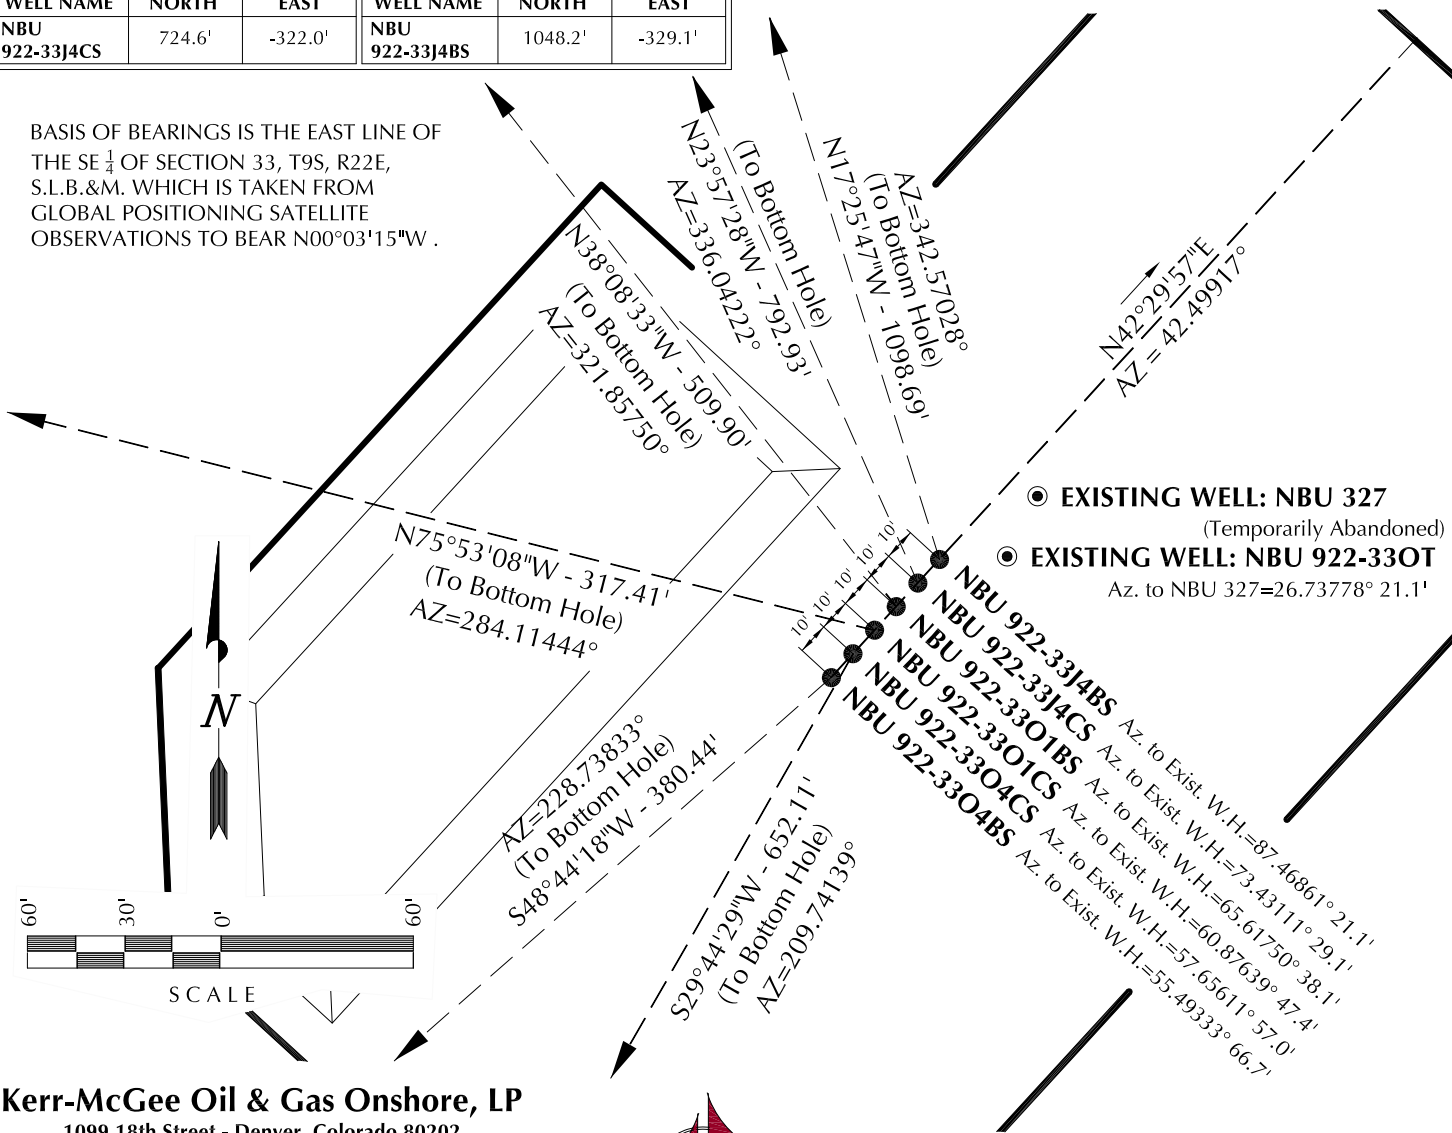 WELL NAME NORTH EAST WELL NAME NORTH EAST
NBU 922-33J4CS 724.6' -322.0' NBU 922-33J4BS 1048.2' -329.1'
BASIS OF BEARINGS IS THE EAST LINE OF
THE SE 1/4 OF SECTION 33, T9S, R22E,
S.L.B.&M. WHICH IS TAKEN FROM
GLOBAL POSITIONING SATELLITE
OBSERVATIONS TO BEAR N00°03'15"W .
N38°08'33"W - 509.90'
(To Bottom Hole)
AZ=321.85750°
(To Bottom Hole)
N23°57'28"W - 792.93'
AZ=336.04222°
AZ=342.57028°
(To Bottom Hole)
N17°25'47"W - 1098.69'
N42°29'57"E
AZ = 42.49917°
EXISTING WELL: NBU 327
(Temporarily Abandoned)
EXISTING WELL: NBU 922-33OT
Az. to NBU 327=26.73778° 21.1'
N75°53'08"W - 317.41'
(To Bottom Hole)
AZ=284.11444°
10' 10' 10' 10' 10'
NBU 922-33J4BS Az. to Exist. W.H.=87.46861° 21.1'
NBU 922-33J4CS Az. to Exist. W.H.=73.43111° 29.1'
NBU 922-33O1BS Az. to Exist. W.H.=65.61750° 38.1'
NBU 922-33O1CS Az. to Exist. W.H.=60.87639° 47.4'
NBU 922-33O4CS Az. to Exist. W.H.=57.65611° 57.0'
NBU 922-33O4BS Az. to Exist. W.H.=55.49333° 66.7'
N
AZ=228.73833°
(To Bottom Hole)
S48°44'18"W - 380.44'
S29°44'29"W - 652.11'
(To Bottom Hole)
AZ=209.74139°
60' 30' 0' 60'
SCALE
Kerr-McGee Oil & Gas Onshore, LP
1099 18th Street - Denver, Colorado 80202